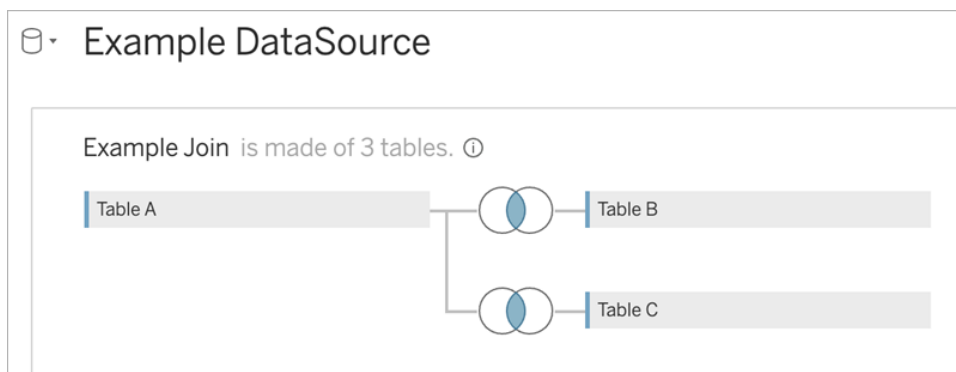 Example DataSource
Example Join is made of 3 tables.
Table A
Table B
Table C